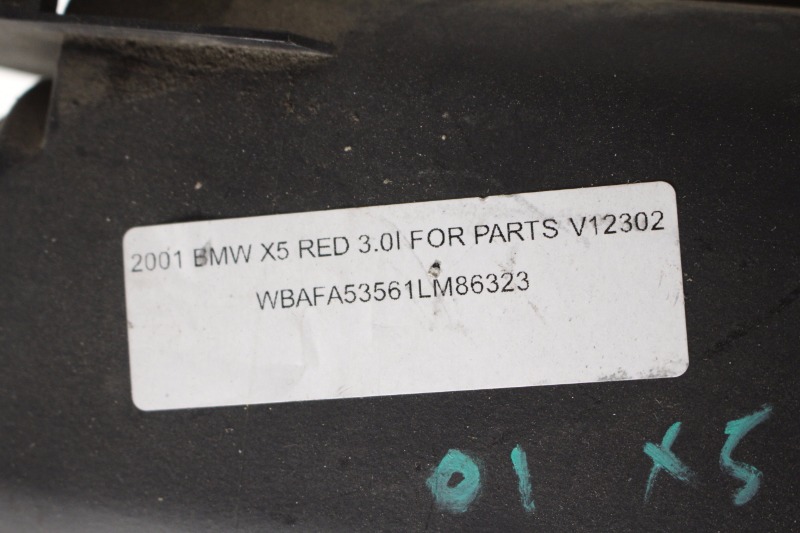 2001 BMW X5 RED 3.0I FOR PARTS V12302
WBAFA53561LM86323
01 X5